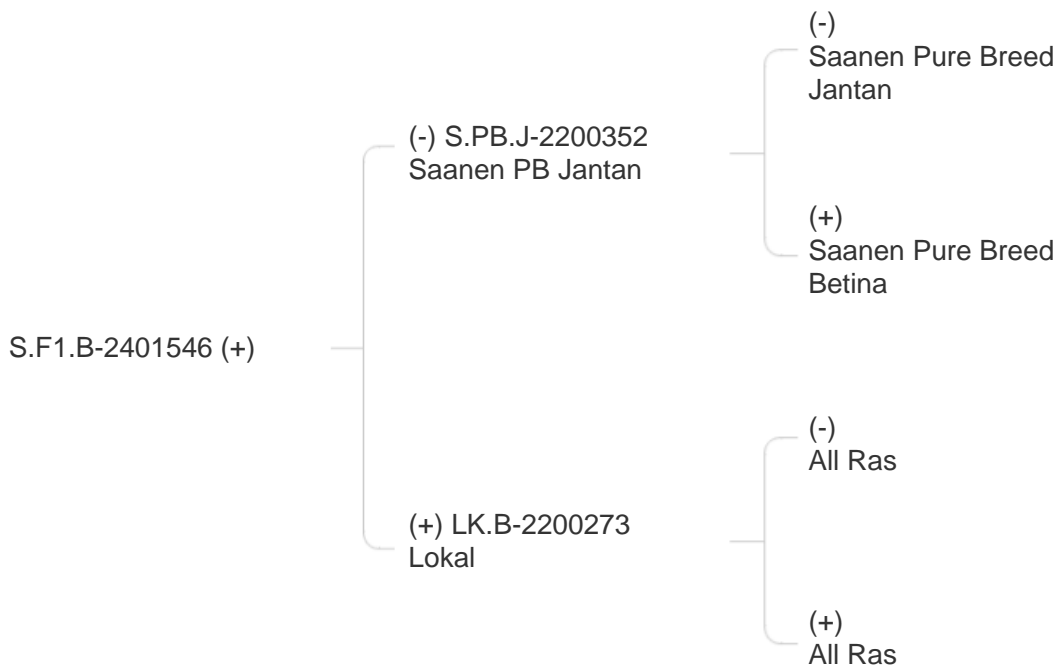 (-)
Saanen Pure Breed
Jantan
(-) S.PB.J-2200352
Saanen PB Jantan
(+)
Saanen Pure Breed
Betina
S.F1.B-2401546 (+)
(-)
All Ras
(+) LK.B-2200273
Lokal
(+)
All Ras